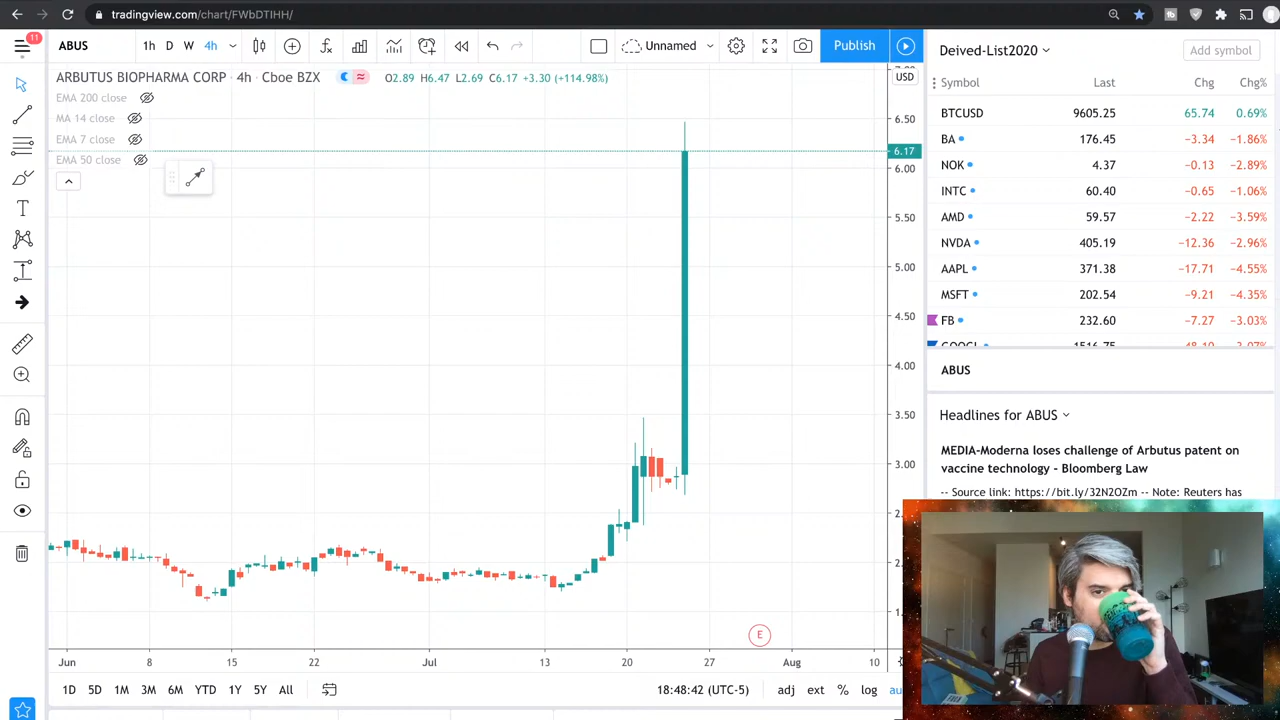 tradingview.com/chart/FWbDTIHH/
11
ABUS
1h D W 4h
Unnamed
Publish
ARBUTUS BIOPHARMA CORP · 4h · Cboe BZX
O2.89 H6.47 L2.69 C6.17 +3.30 (+114.98%)
EMA 200 close
MA 14 close
EMA 7 close
EMA 50 close
USD
6.50
6.17
6.00
5.50
5.00
4.50
4.00
3.50
3.00
E
Jun 8 15 22 Jul 13 20 27 Aug 10
1D 5D 1M 3M 6M YTD 1Y 5Y All
18:48:42 (UTC-5)
adj ext % log
Deived-List2020
Add symbol
Symbol Last Chg Chg%
BTCUSD 9605.25 65.74 0.69%
BA 176.45 −3.34 −1.86%
NOK 4.37 −0.13 −2.89%
INTC 60.40 −0.65 −1.06%
AMD 59.57 −2.22 −3.59%
NVDA 405.19 −12.36 −2.96%
AAPL 371.38 −17.71 −4.55%
MSFT 202.54 −9.21 −4.35%
FB 232.60 −7.27 −3.03%
ABUS
Headlines for ABUS
MEDIA-Moderna loses challenge of Arbutus patent on
vaccine technology - Bloomberg Law
-- Source link: https://bit.ly/32N2OZm -- Note: Reuters has